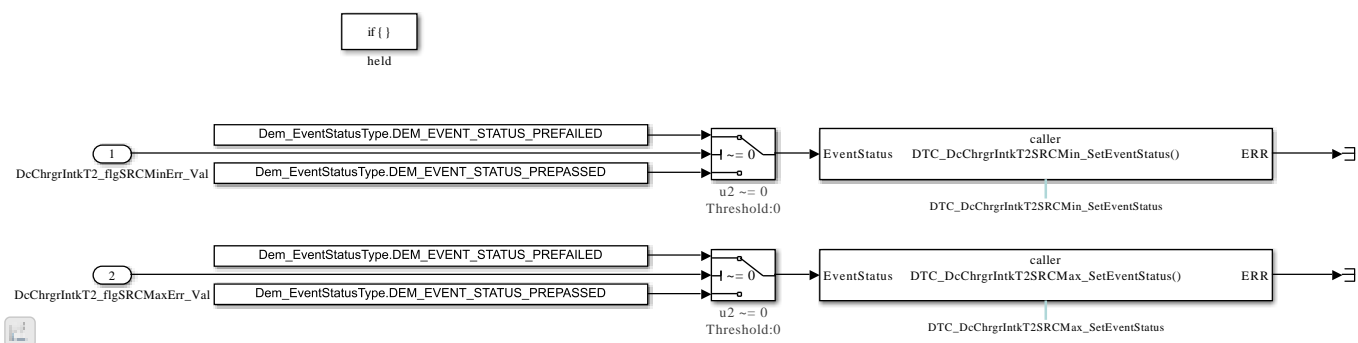 if { }
held
Dem_EventStatusType.DEM_EVENT_STATUS_PREFAILED
1
DcChrgrIntkT2_flgSRCMinErr_Val
Dem_EventStatusType.DEM_EVENT_STATUS_PREPASSED
~= 0
u2 ~= 0
Threshold:0
caller
EventStatus
DTC_DcChrgrIntkT2SRCMin_SetEventStatus()
ERR
DTC_DcChrgrIntkT2SRCMin_SetEventStatus
Dem_EventStatusType.DEM_EVENT_STATUS_PREFAILED
2
DcChrgrIntkT2_flgSRCMaxErr_Val
Dem_EventStatusType.DEM_EVENT_STATUS_PREPASSED
~= 0
u2 ~= 0
Threshold:0
caller
EventStatus
DTC_DcChrgrIntkT2SRCMax_SetEventStatus()
ERR
DTC_DcChrgrIntkT2SRCMax_SetEventStatus